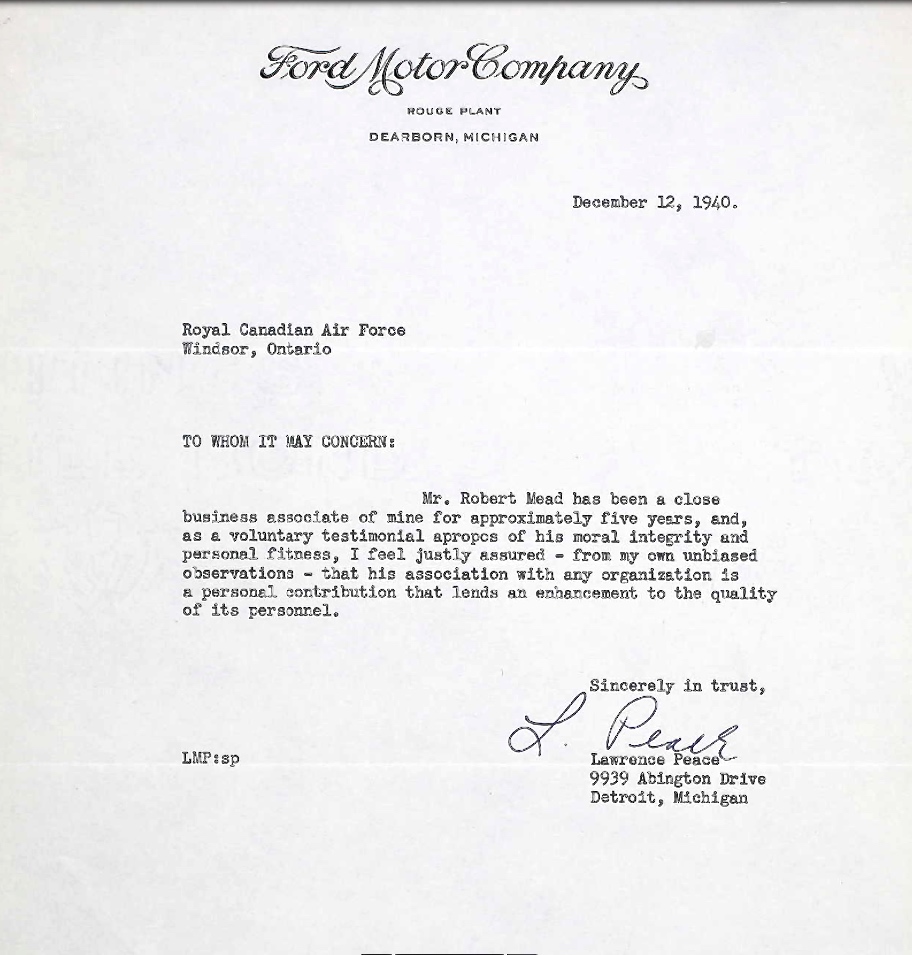 Ford Motor Company
ROUGE PLANT
DEARBORN, MICHIGAN
December 12, 1940.
Royal Canadian Air Force
Windsor, Ontario
TO WHOM IT MAY CONCERN:
Mr. Robert Mead has been a close
business associate of mine for approximately five years, and,
as a voluntary testimonial apropos of his moral integrity and
personal fitness, I feel justly assured - from my own unbiased
observations - that his association with any organization is
a personal contribution that lends an enhancement to the quality
of its personnel.
Sincerely in trust,
L. Peace
LMP:sp
Lawrence Peace
9939 Abington Drive
Detroit, Michigan